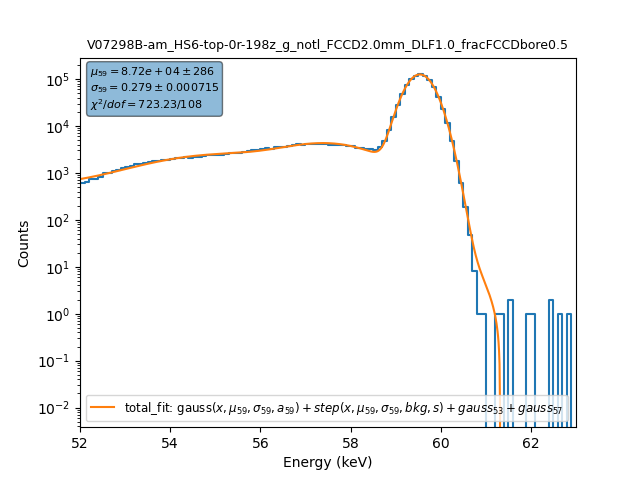 V07298B-am_HS6-top-0r-198z_g_notl_FCCD2.0mm_DLF1.0_fracFCCDbore0.5
μ₅₉ = 8.72e + 04 ± 286
σ₅₉ = 0.279 ± 0.000715
χ²/dof = 723.23/108
10⁵
10⁴
10³
10²
10¹
10⁰
10⁻¹
10⁻²
Counts
total_fit: gauss(x, μ₅₉, σ₅₉, a₅₉) + step(x, μ₅₉, σ₅₉, bkg, s) + gauss₅₃ + gauss₅₇
52 54 56 58 60 62
Energy (keV)